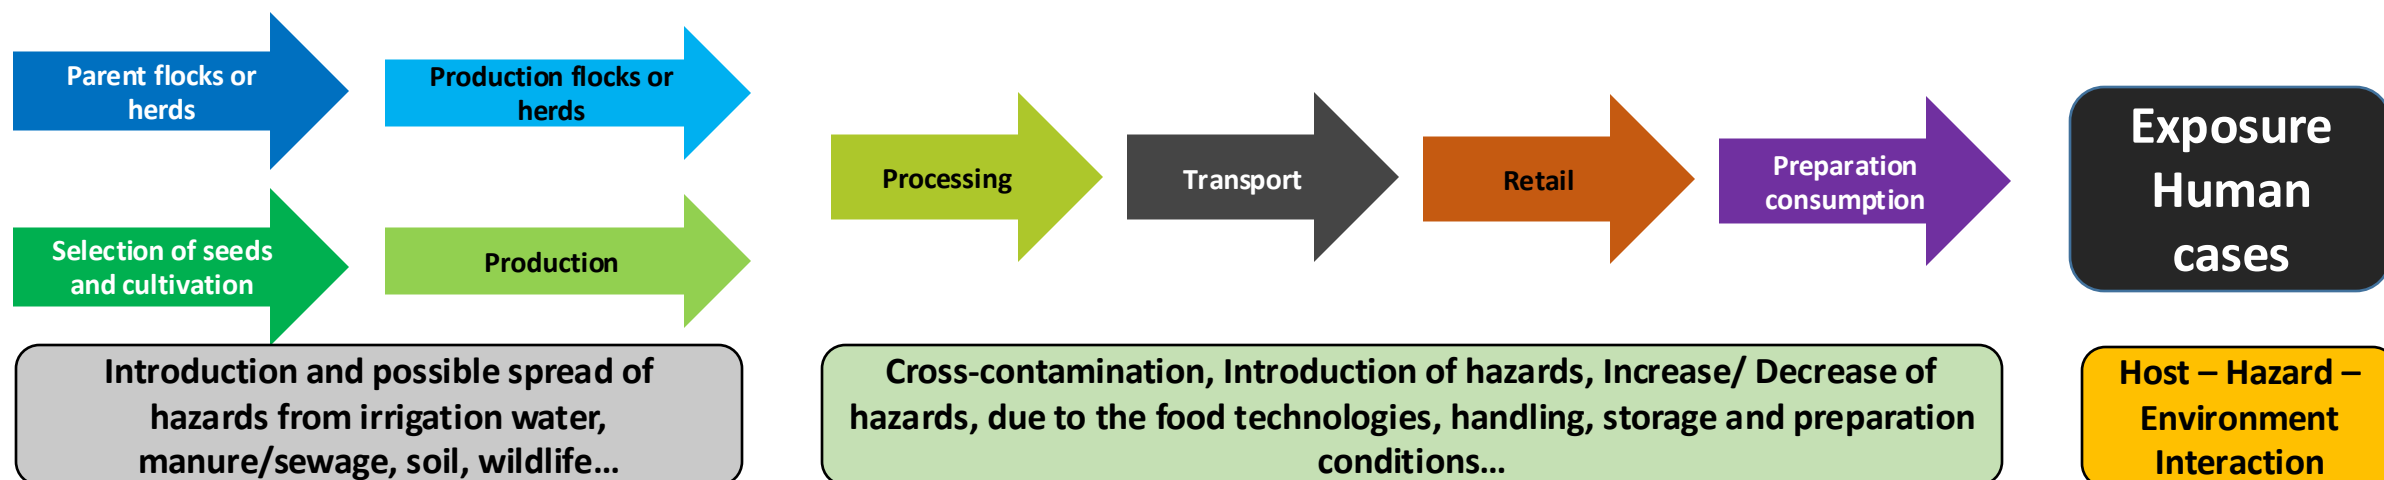 Parent flocks or
herds
Production flocks or
herds
Selection of seeds
and cultivation
Production
Processing
Transport
Retail
Preparation
consumption
Exposure
Human
cases
Introduction and possible spread of
hazards from irrigation water,
manure/sewage, soil, wildlife...
Cross-contamination, Introduction of hazards, Increase/ Decrease of
hazards, due to the food technologies, handling, storage and preparation
conditions...
Host – Hazard –
Environment
Interaction